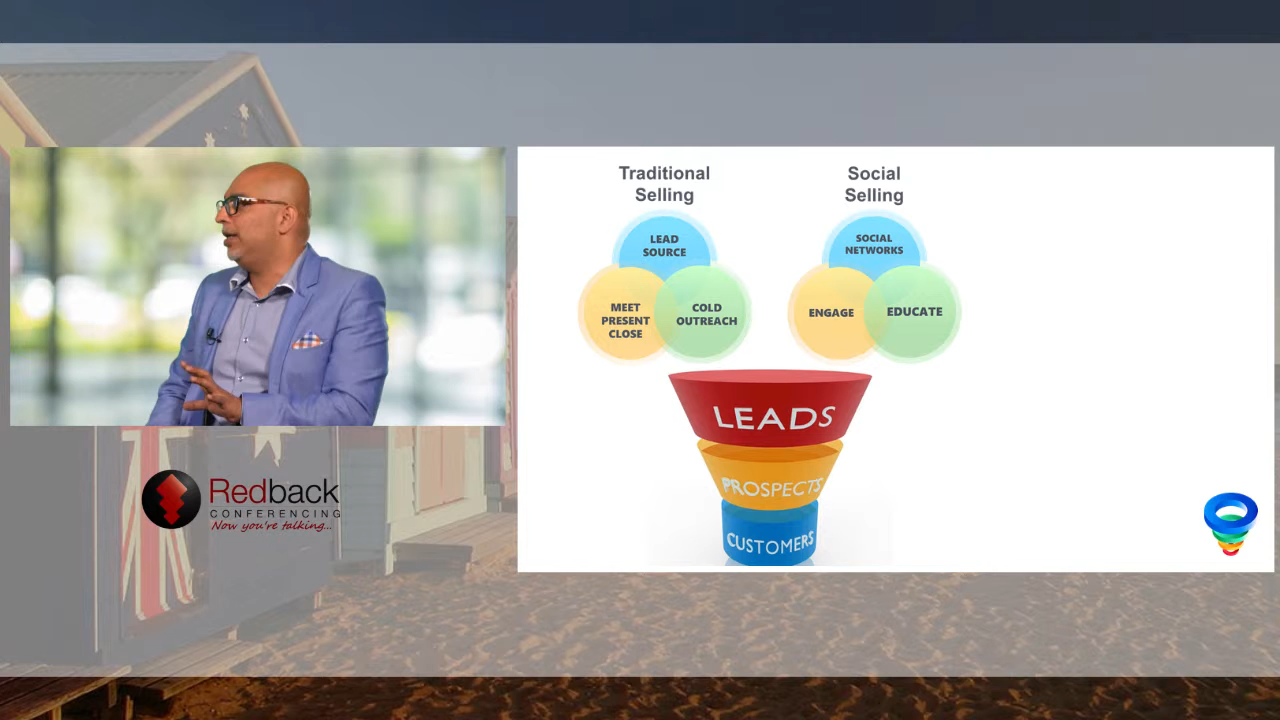 Traditional
Selling
LEAD
SOURCE
MEET
PRESENT
CLOSE
COLD
OUTREACH
Social
Selling
SOCIAL
NETWORKS
ENGAGE
EDUCATE
LEADS
PROSPECTS
CUSTOMERS
Redback
CONFERENCING
Now you're talking...